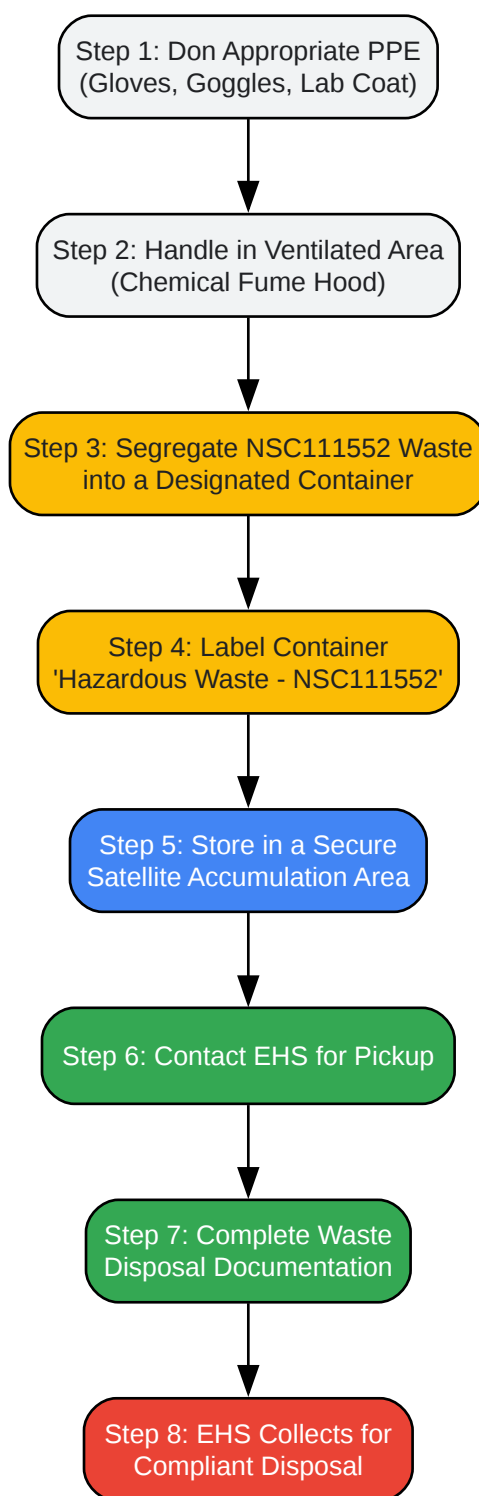 Step 1: Don Appropriate PPE
(Gloves, Goggles, Lab Coat)
Step 2: Handle in Ventilated Area
(Chemical Fume Hood)
Step 3: Segregate NSC111552 Waste
into a Designated Container
Step 4: Label Container
'Hazardous Waste - NSC111552'
Step 5: Store in a Secure
Satellite Accumulation Area
Step 6: Contact EHS for Pickup
Step 7: Complete Waste
Disposal Documentation
Step 8: EHS Collects for
Compliant Disposal